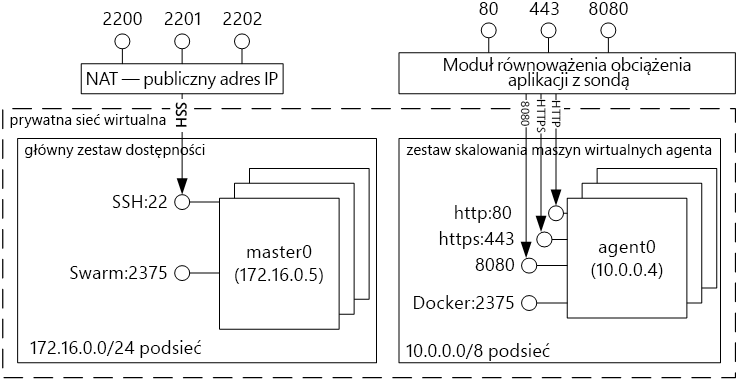 2200 2201 2202
80 443 8080
NAT — publiczny adres IP
Moduł równoważenia obciążenia
aplikacji z sondą
SSH
8080
HTTPS
HTTP
prywatna sieć wirtualna
główny zestaw dostępności
SSH:22
Swarm:2375
master0
(172.16.0.5)
172.16.0.0/24 podsieć
zestaw skalowania maszyn wirtualnych agenta
http:80
https:443
8080
Docker:2375
agent0
(10.0.0.4)
10.0.0.0/8 podsieć